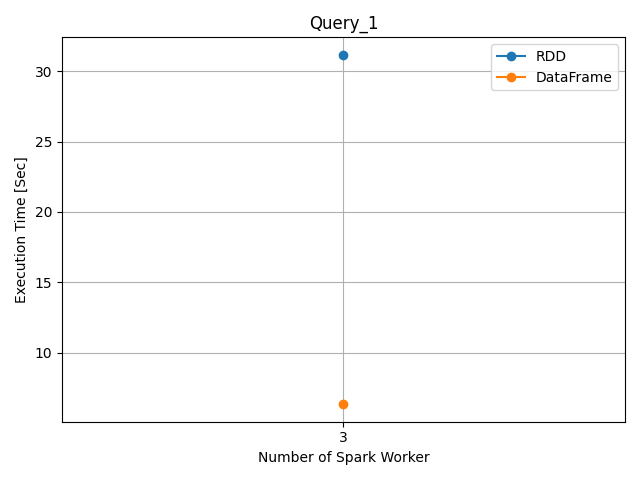 Query_1
RDD
DataFrame
Execution Time [Sec]
30
25
20
15
10
3
Number of Spark Worker